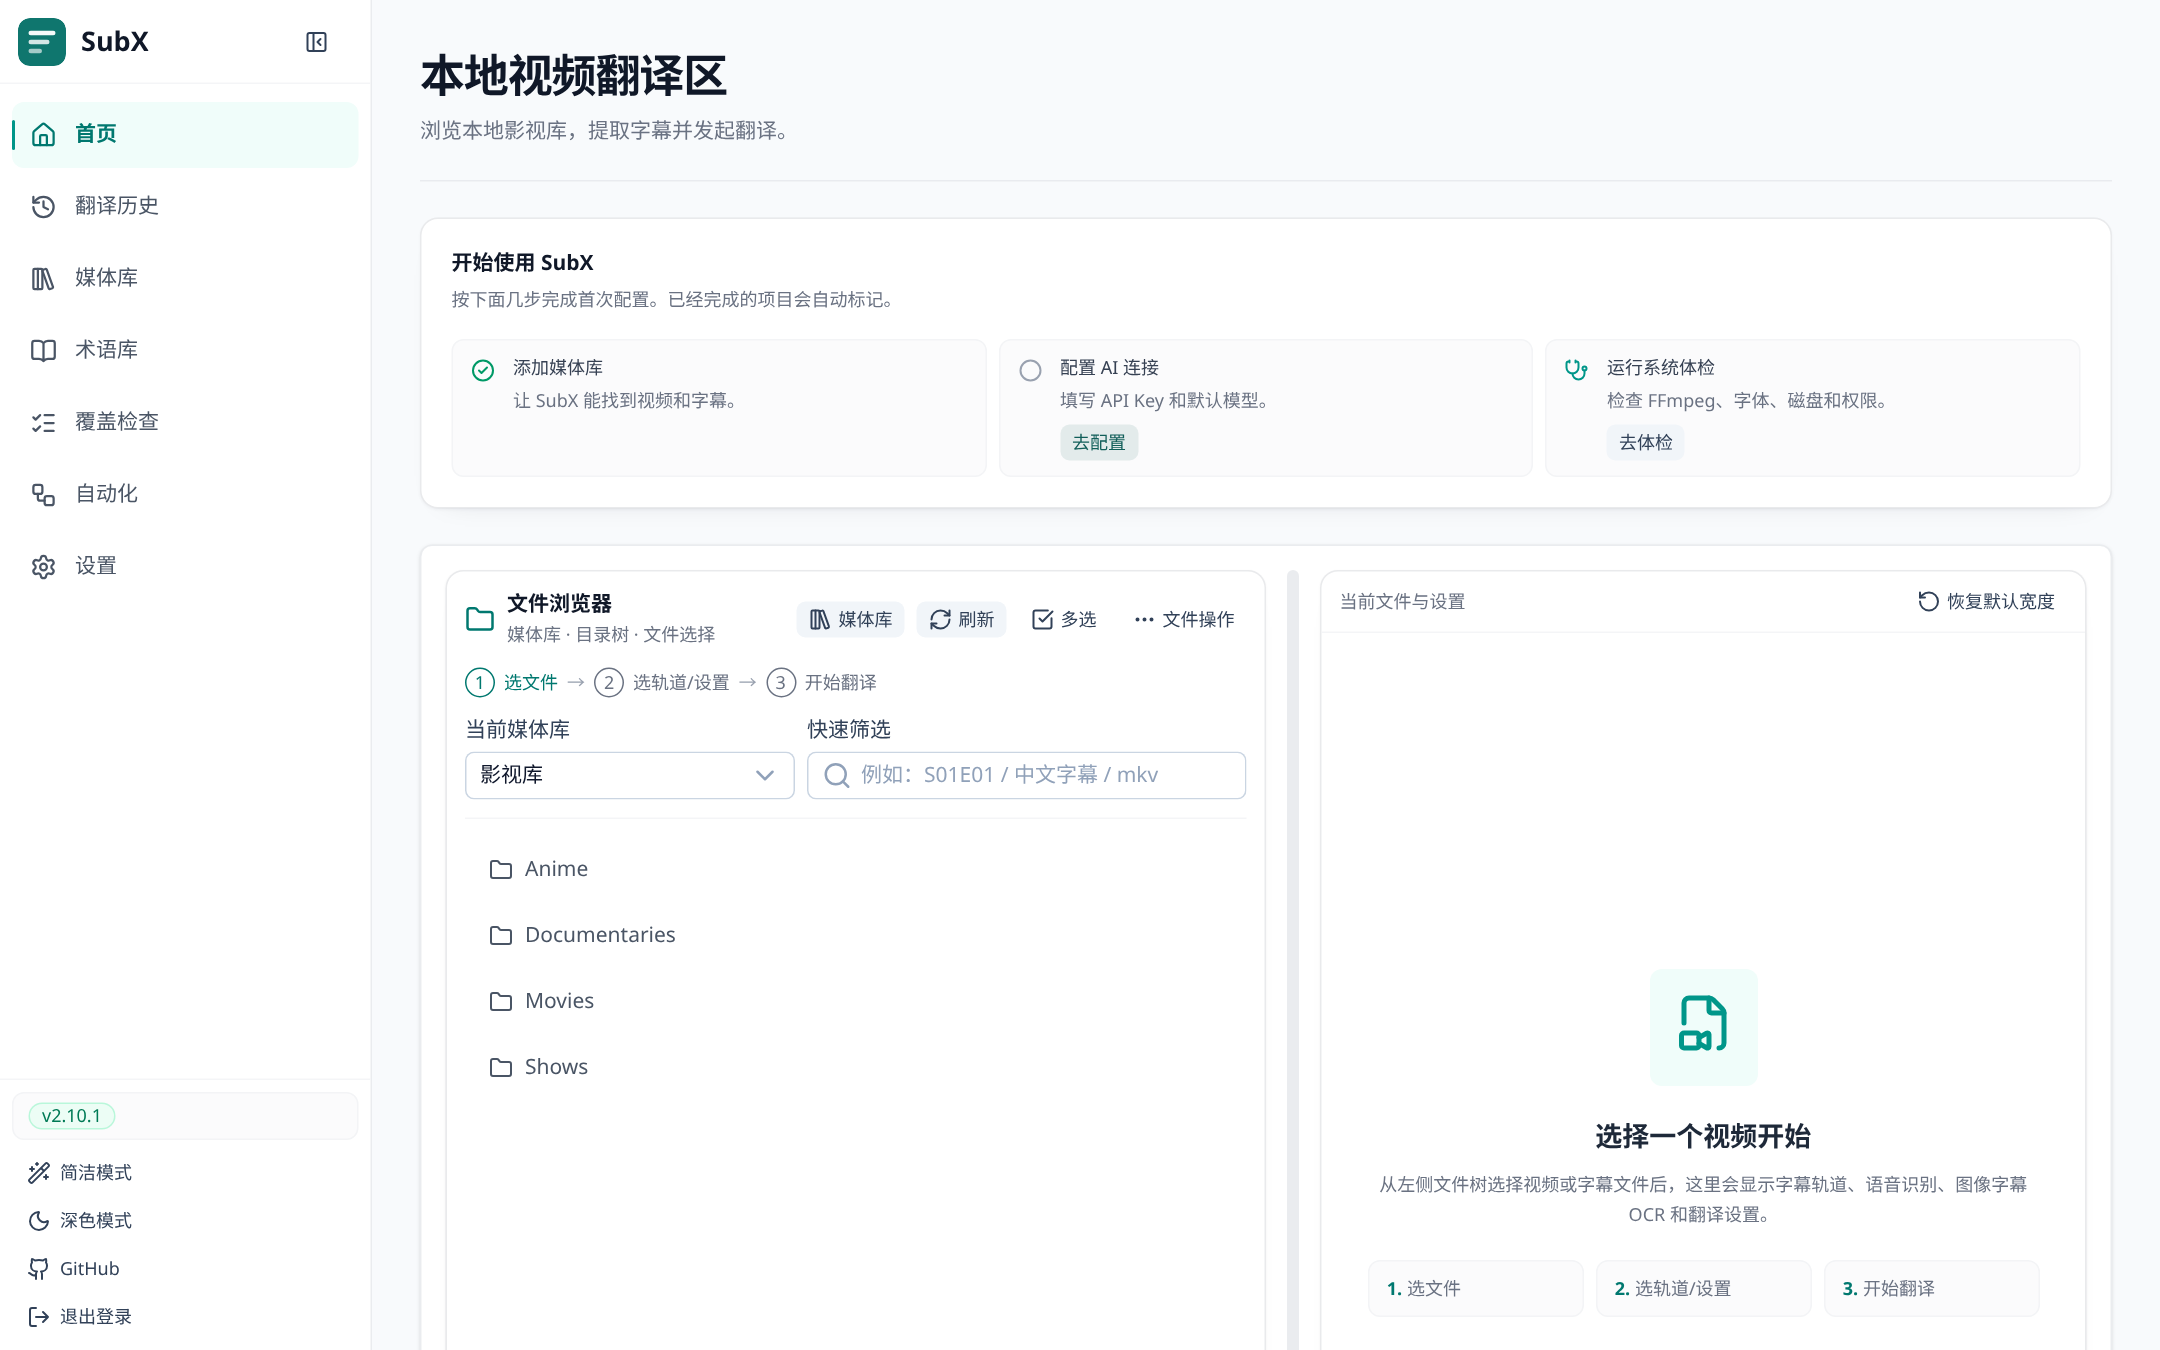 SubX
首页
翻译历史
媒体库
术语库
覆盖检查
自动化
设置
v2.10.1
简洁模式
深色模式
GitHub
退出登录
本地视频翻译区
浏览本地影视库，提取字幕并发起翻译。
开始使用 SubX
按下面几步完成首次配置。已经完成的项目会自动标记。
添加媒体库
让 SubX 能找到视频和字幕。
配置 AI 连接
填写 API Key 和默认模型。
去配置
运行系统体检
检查 FFmpeg、字体、磁盘和权限。
去体检
文件浏览器
媒体库 · 目录树 · 文件选择
媒体库
刷新
多选
文件操作
1 选文件 → 2 选轨道/设置 → 3 开始翻译
当前媒体库
快速筛选
影视库
例如：S01E01 / 中文字幕 / mkv
Anime
Documentaries
Movies
Shows
当前文件与设置
恢复默认宽度
选择一个视频开始
从左侧文件树选择视频或字幕文件后，这里会显示字幕轨道、语音识别、图像字幕
OCR 和翻译设置。
1. 选文件
2. 选轨道/设置
3. 开始翻译